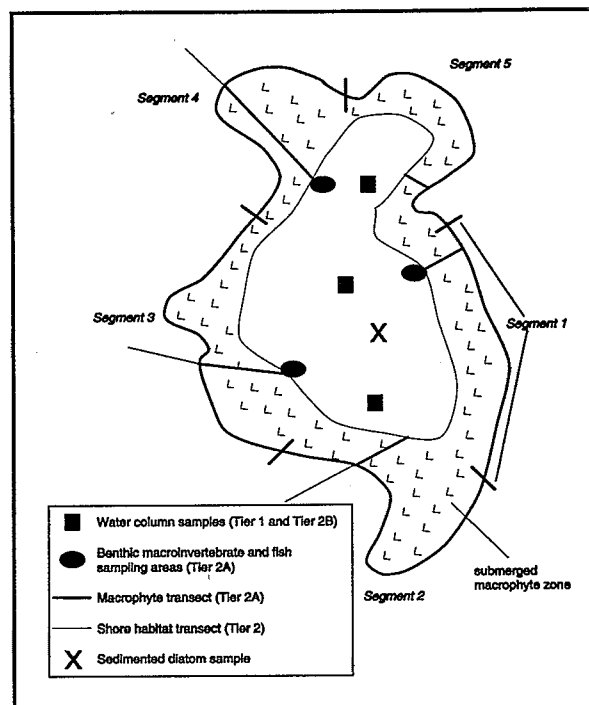 Segment 5
Segment 4
Segment 3
Segment 1
Water column samples (Tier 1 and Tier 2B)
Benthic macroinvertebrate and fish
sampling areas (Tier 2A)
Macrophyte transect (Tier 2A)
Shore habitat transect (Tier 2)
Sedimented diatom sample
submerged
macrophyte zone
Segment 2